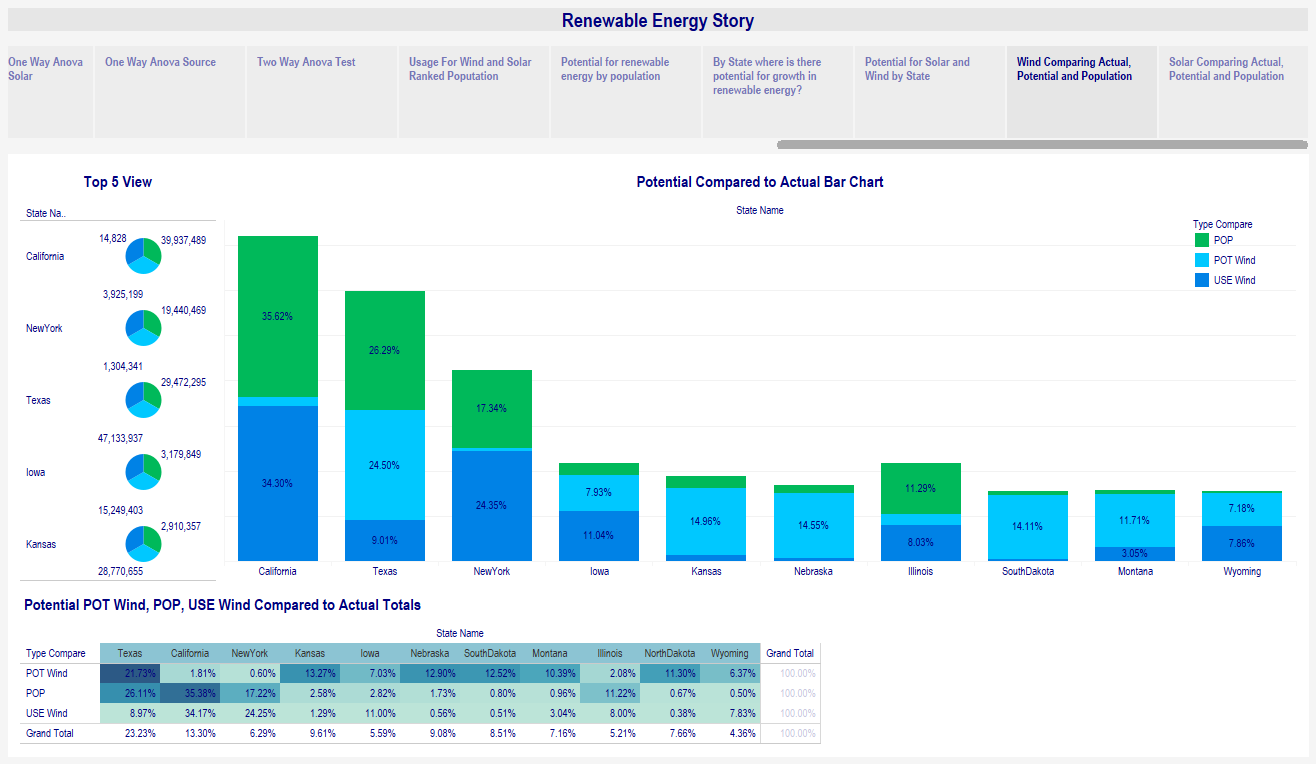 Renewable Energy Story
One Way Anova Solar
One Way Anova Source
Two Way Anova Test
Usage For Wind and Solar Ranked Poputation
Potential for renewable energy by population
By State where is there potential for growth in renewable energy?
Potential for Solar and Wind by State
Wind Comparing Actual, Potential and Population
Solar Comparing Actual, Potential and Population
Top 5 View
State Na..
14,828 39,937,489
California
3,925,199
19,440,469
NewYork
1,304,341
29,472,295
Texas
47,133,937
3,179,849
Iowa
15,249,403
2,910,357
Kansas
28,770,655
Potential Compared to Actual Bar Chart
State Name
Type Compare
POP
POT Wind
USE Wind
35.62%
34.30%
26.29%
24.50%
9.01%
17.34%
24.35%
7.93%
11.04%
14.96%
14.55%
11.29%
8.03%
14.11%
11.71%
3.05%
7.18%
7.86%
California Texas NewYork Iowa Kansas Nebraska Illinois SouthDakota Montana Wyoming
Potential POT Wind, POP, USE Wind Compared to Actual Totals
State Name
Type Compare Texas California NewYork Kansas Iowa Nebraska SouthDakota Montana Illinois NorthDakota Wyoming Grand Total
POT Wind 21.73% 1.81% 0.60% 13.27% 7.03% 12.90% 12.52% 10.39% 2.08% 11.30% 6.37% 100.00%
POP 26.11% 35.38% 17.22% 2.58% 2.82% 1.73% 0.80% 0.96% 11.22% 0.67% 0.50% 100.00%
USE Wind 8.97% 34.17% 24.25% 1.29% 11.00% 0.56% 0.51% 3.04% 8.00% 0.38% 7.83% 100.00%
Grand Total 23.23% 13.30% 6.29% 9.61% 5.59% 9.08% 8.51% 7.16% 5.21% 7.66% 4.36% 100.00%